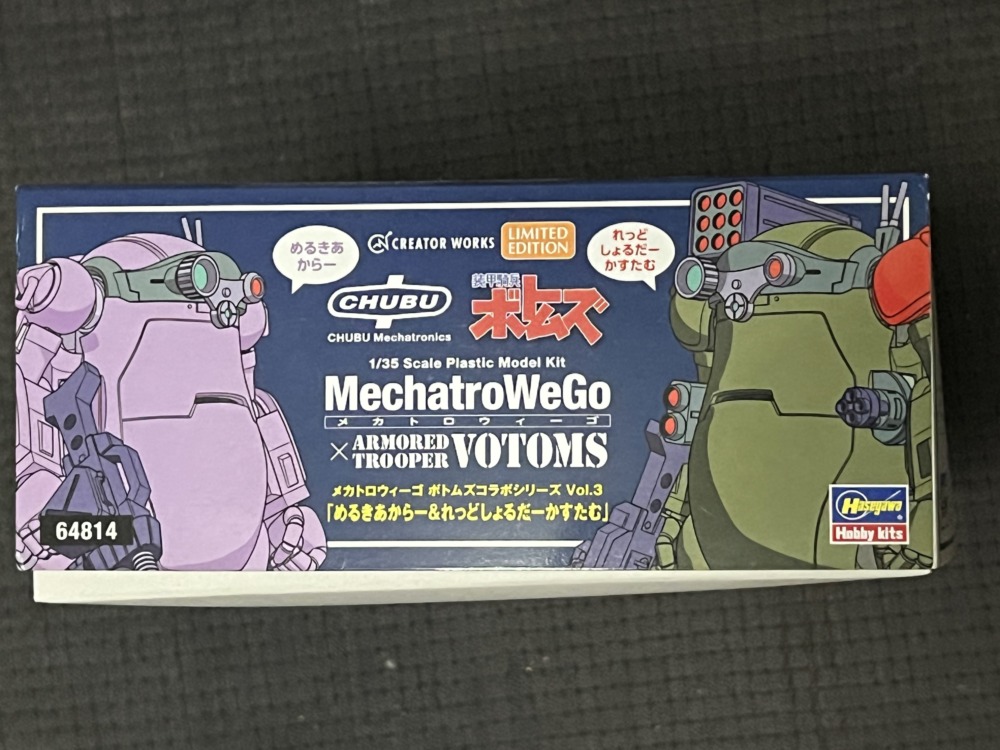 めるきあ
からー
CREATOR WORKS
LIMITED
EDITION
れっど
しょるだー
かすたむ
CHUBU
CHUBU Mechatronics
装甲騎兵
ボトムズ
1/35 Scale Plastic Model Kit
MechatroWeGo
メカトロウィーゴ
×ARMORED
TROOPER VOTOMS
メカトロウィーゴ ボトムズコラボシリーズ Vol.3
「めるきあからー&れっどしょるだーかすたむ」
64814
Hasegawa
Hobby kits